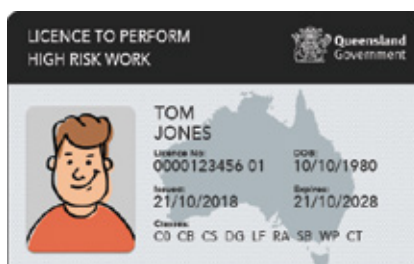 LICENCE TO PERFORM
HIGH RISK WORK
Queensland
Government
TOM
JONES
Licence No: DOB:
0000123456 01 10/10/1980
Issued: Expires:
21/10/2018 21/10/2028
Classes:
C0 CB CS DG LF RA SB WP CT